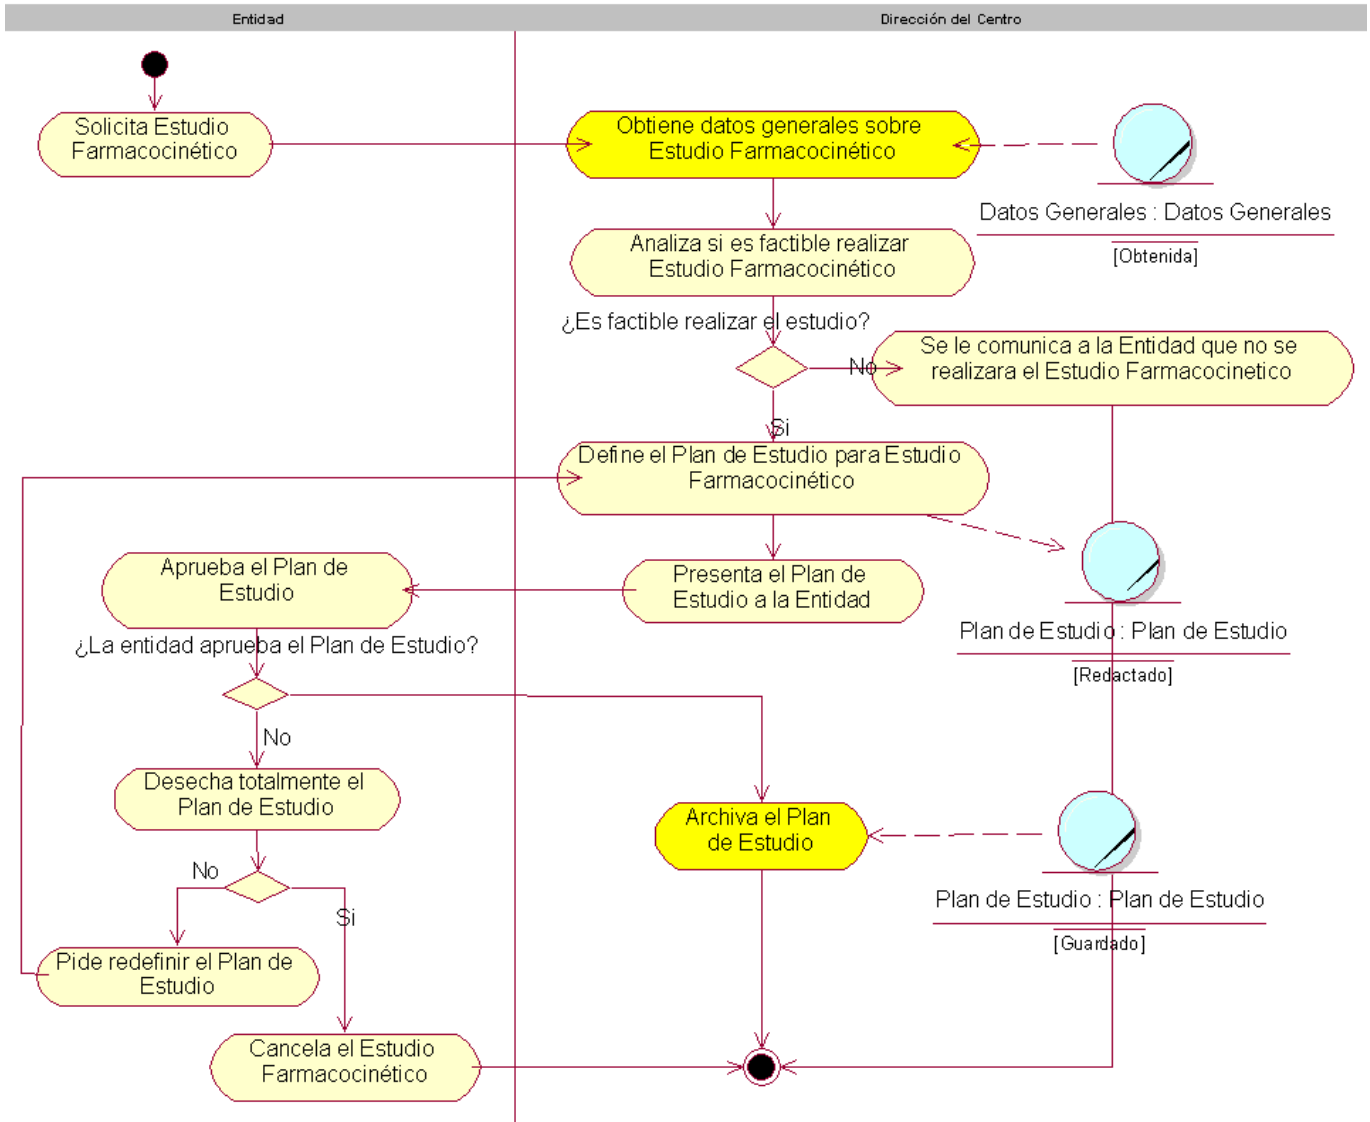 Entidad
Dirección del Centro
Solicita Estudio
Farmacocinético
Obtiene datos generales sobre
Estudio Farmacocinético
Datos Generales : Datos Generales
[Obtenida]
Analiza si es factible realizar
Estudio Farmacocinético
¿Es factible realizar el estudio?
No
Se le comunica a la Entidad que no se
realizara el Estudio Farmacocinetico
Si
Define el Plan de Estudio para Estudio
Farmacocinético
Aprueba el Plan de
Estudio
Presenta el Plan de
Estudio a la Entidad
Plan de Estudio : Plan de Estudio
[Redactado]
¿La entidad aprueba el Plan de Estudio?
No
Desecha totalmente el
Plan de Estudio
Archiva el Plan
de Estudio
Plan de Estudio : Plan de Estudio
[Guardado]
No
Si
Pide redefinir el Plan de
Estudio
Cancela el Estudio
Farmacocinético